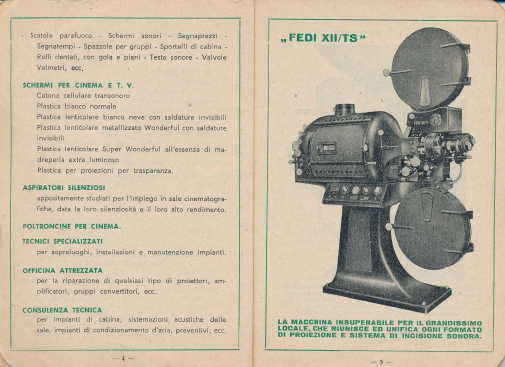 Scatole parafuoco - Schermi sonori - Segnaprezzi -
Segnatempi - Spazzole per gruppi - Sportelli di cabina -
Rulli dentati, con gola e piani - Teste sonore - Valvole
Volmetri, ecc.
SCHERMI PER CINEMA E T. V.
Cotone cellulare transonoro
Plastica bianco normale
Plastica lenticolare bianco neve con saldature invisibili
Plastica lenticolare metallizzato Wonderful con saldature
invisibili
Plastica lenticolare Super Wonderful all'essenza di ma-
dreperla extra luminoso
Plastica per proiezioni per trasparenza
ASPIRATORI SILENZIOSI
appositamente studiati per l'impiego in sale cinematogra-
fiche, data la loro silenziosità e il loro alto rendimento.
POLTRONCINE PER CINEMA.
TECNICI SPECIALIZZATI
per sopraluoghi, installazioni e manutenzione impianti.
OFFICINA ATTREZZATA
per la riparazione di qualsiasi tipo di proiettori, am-
plificatori, gruppi convertitori, ecc.
CONSULENZA TECNICA
per impianti di cabina, sistemazioni acustiche delle
sale, impianti di condizionamento d'aria, preventivi, ecc.
— 4 —
„FEDI XII/TS“
LA MACCHINA INSUPERABILE PER IL GRANDISSIMO
LOCALE, CHE RIUNISCE ED UNIFICA OGNI FORMATO
DI PROIEZIONE E SISTEMA DI INCISIONE SONORA.
— 5 —